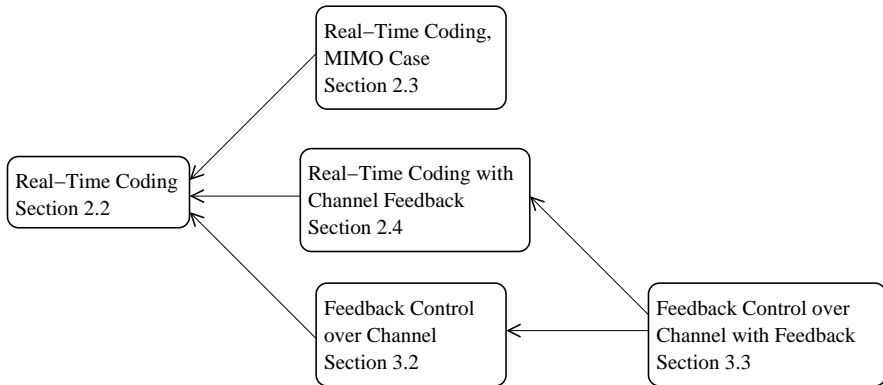 Real−Time Coding,
MIMO Case
Section 2.3
Real−Time Coding
Section 2.2
Real−Time Coding with
Channel Feedback
Section 2.4
Feedback Control
over Channel
Section 3.2
Feedback Control over
Channel with Feedback
Section 3.3